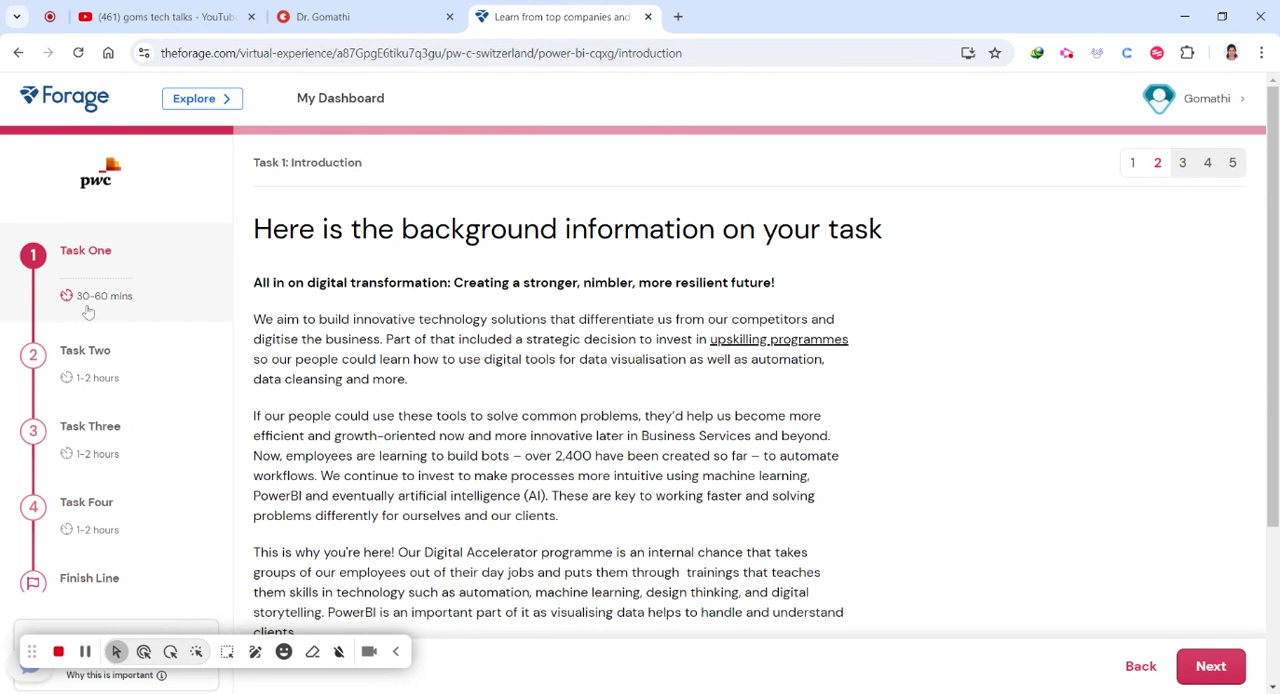 (461) goms tech talks - YouTub
Dr. Gomathi
Learn from top companies and
theforage.com/virtual-experience/a87GpgE6tiku7q3gu/pw-c-switzerland/power-bi-cqxg/introduction
Forage
Explore
My Dashboard
Gomathi
pwc
Task 1: Introduction
1 2 3 4 5
1 Task One
30-60 mins
2 Task Two
1-2 hours
3 Task Three
1-2 hours
4 Task Four
1-2 hours
Finish Line
Why this is important
Here is the background information on your task
All in on digital transformation: Creating a stronger, nimbler, more resilient future!
We aim to build innovative technology solutions that differentiate us from our competitors and
digitise the business. Part of that included a strategic decision to invest in upskilling programmes
so our people could learn how to use digital tools for data visualisation as well as automation,
data cleansing and more.
If our people could use these tools to solve common problems, they'd help us become more
efficient and growth-oriented now and more innovative later in Business Services and beyond.
Now, employees are learning to build bots – over 2,400 have been created so far – to automate
workflows. We continue to invest to make processes more intuitive using machine learning,
PowerBI and eventually artificial intelligence (AI). These are key to working faster and solving
problems differently for ourselves and our clients.
This is why you're here! Our Digital Accelerator programme is an internal chance that takes
groups of our employees out of their day jobs and puts them through trainings that teaches
them skills in technology such as automation, machine learning, design thinking, and digital
storytelling. PowerBI is an important part of it as visualising data helps to handle and understand
clients.
Back
Next